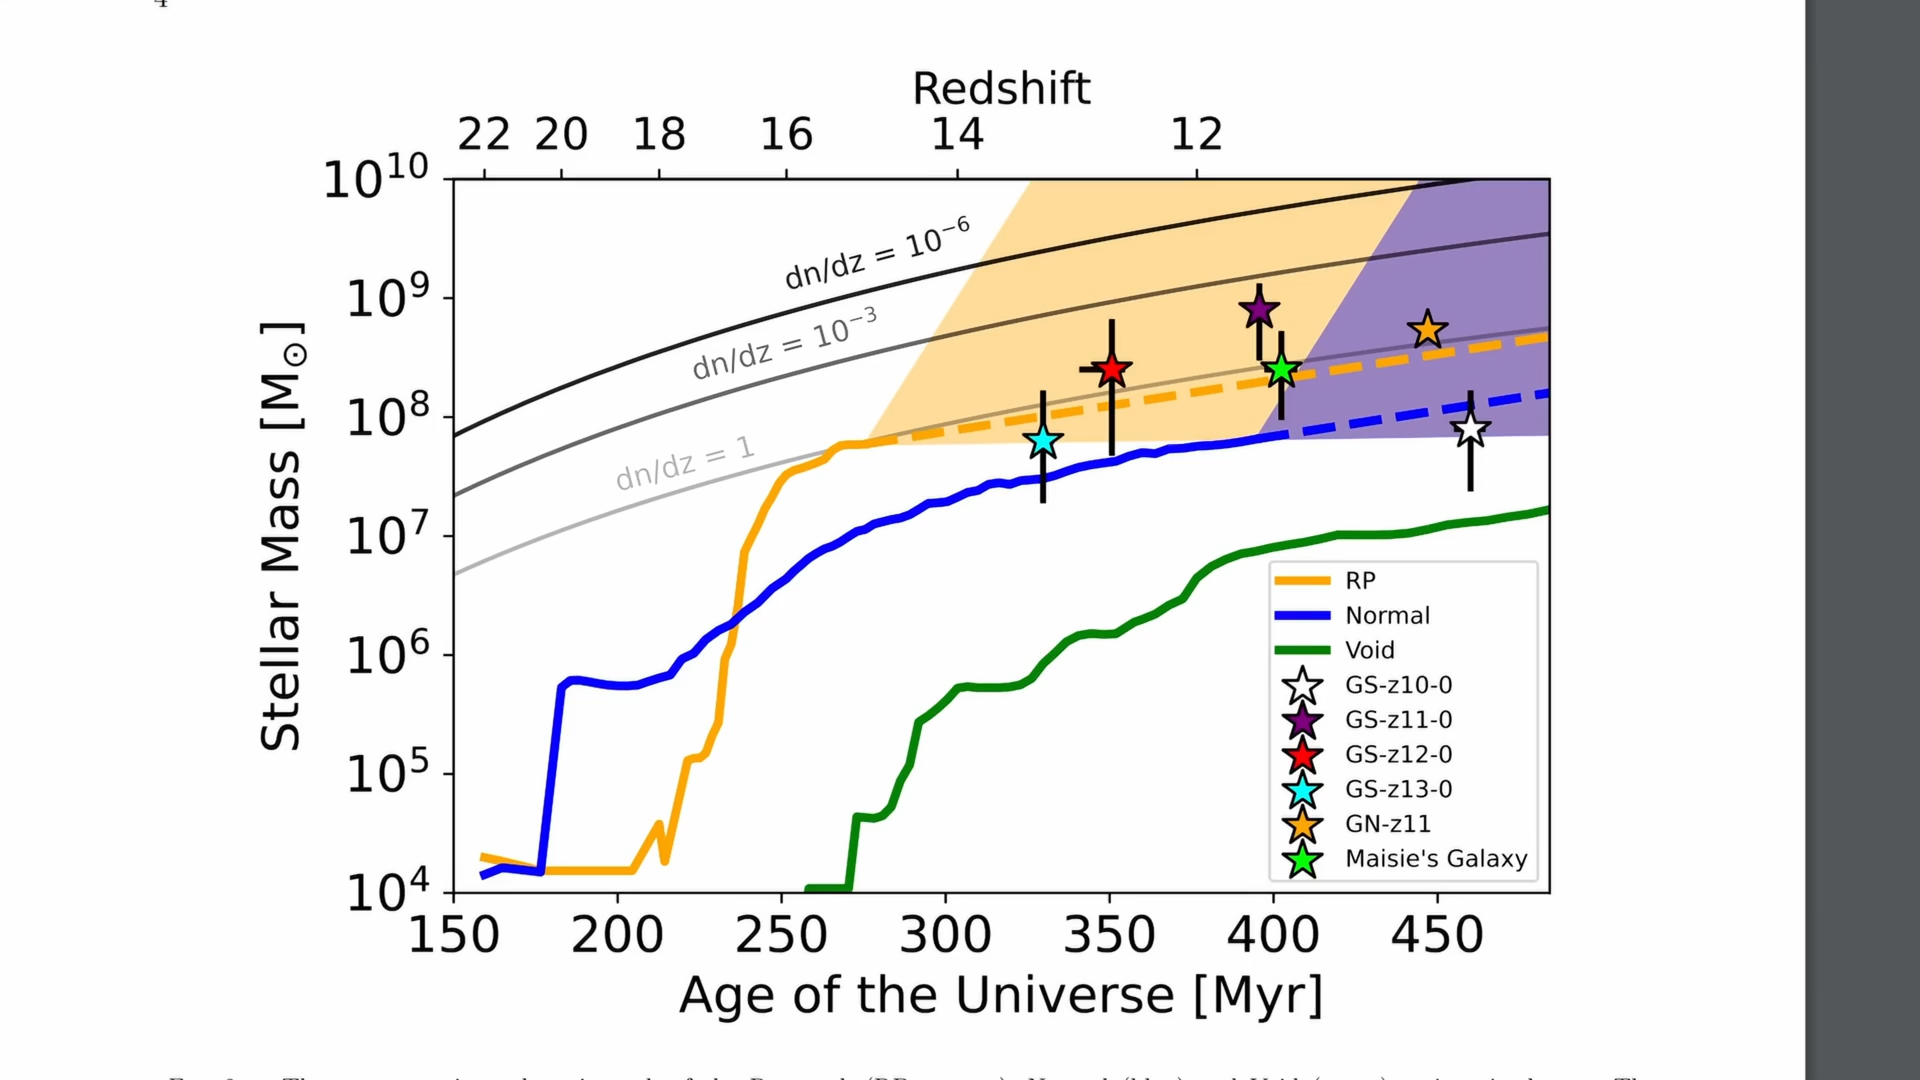 4
Redshift
22 20 18 16 14 12
10^10
10^9
10^8
10^7
10^6
10^5
10^4
Stellar Mass [M☉]
dn/dz = 10^−6
dn/dz = 10^−3
dn/dz = 1
RP
Normal
Void
GS-z10-0
GS-z11-0
GS-z12-0
GS-z13-0
GN-z11
Maisie's Galaxy
150 200 250 300 350 400 450
Age of the Universe [Myr]